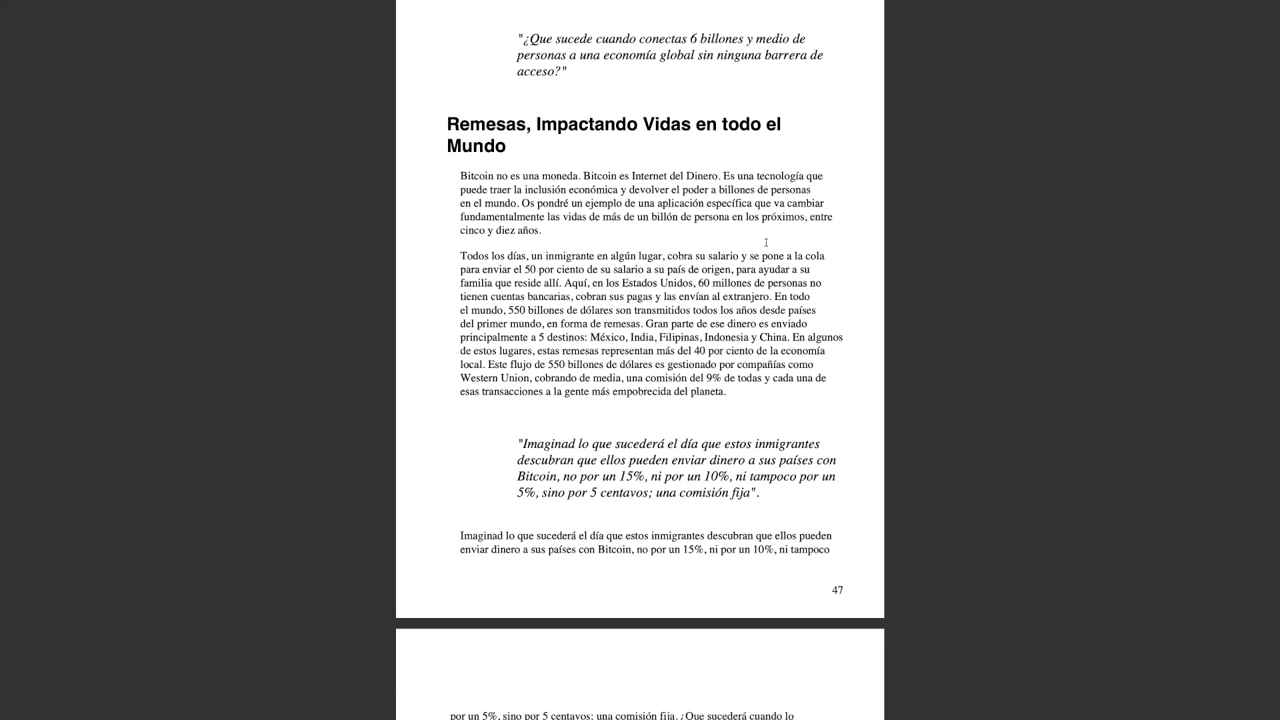 "¿Que sucede cuando conectas 6 billones y medio de
personas a una economía global sin ninguna barrera de
acceso?"
Remesas, Impactando Vidas en todo el
Mundo
Bitcoin no es una moneda. Bitcoin es Internet del Dinero. Es una tecnología que
puede traer la inclusión económica y devolver el poder a billones de personas
en el mundo. Os pondré un ejemplo de una aplicación específica que va cambiar
fundamentalmente las vidas de más de un billón de persona en los próximos, entre
cinco y diez años.
Todos los días, un inmigrante en algún lugar, cobra su salario y se pone a la cola
para enviar el 50 por ciento de su salario a su país de origen, para ayudar a su
familia que reside allí. Aquí, en los Estados Unidos, 60 millones de personas no
tienen cuentas bancarias, cobran sus pagas y las envían al extranjero. En todo
el mundo, 550 billones de dólares son transmitidos todos los años desde países
del primer mundo, en forma de remesas. Gran parte de ese dinero es enviado
principalmente a 5 destinos: México, India, Filipinas, Indonesia y China. En algunos
de estos lugares, estas remesas representan más del 40 por ciento de la economía
local. Este flujo de 550 billones de dólares es gestionado por compañías como
Western Union, cobrando de media, una comisión del 9% de todas y cada una de
esas transacciones a la gente más empobrecida del planeta.
"Imaginad lo que sucederá el día que estos inmigrantes
descubran que ellos pueden enviar dinero a sus países con
Bitcoin, no por un 15%, ni por un 10%, ni tampoco por un
5%, sino por 5 centavos; una comisión fija".
Imaginad lo que sucederá el día que estos inmigrantes descubran que ellos pueden
enviar dinero a sus países con Bitcoin, no por un 15%, ni por un 10%, ni tampoco
47
por un 5%, sino por 5 centavos; una comisión fija. ¿Que sucederá cuando lo